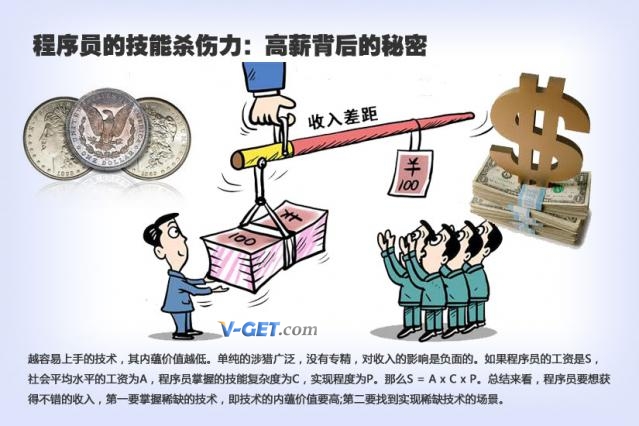 程序员的技能杀伤力：高薪背后的秘密
收入差距
¥
100
¥
100
V-GET.com
越容易上手的技术，其内蕴价值越低。单纯的涉猎广泛，没有专精，对收入的影响是负面的。如果程序员的工资是S，
社会平均水平的工资为A，程序员掌握的技能复杂度为C，实现程度为P。那么S = A x C x P。总结来看，程序员要想获
得不错的收入，第一要掌握稀缺的技术，即技术的内蕴价值要高;第二要找到实现稀缺技术的场景。